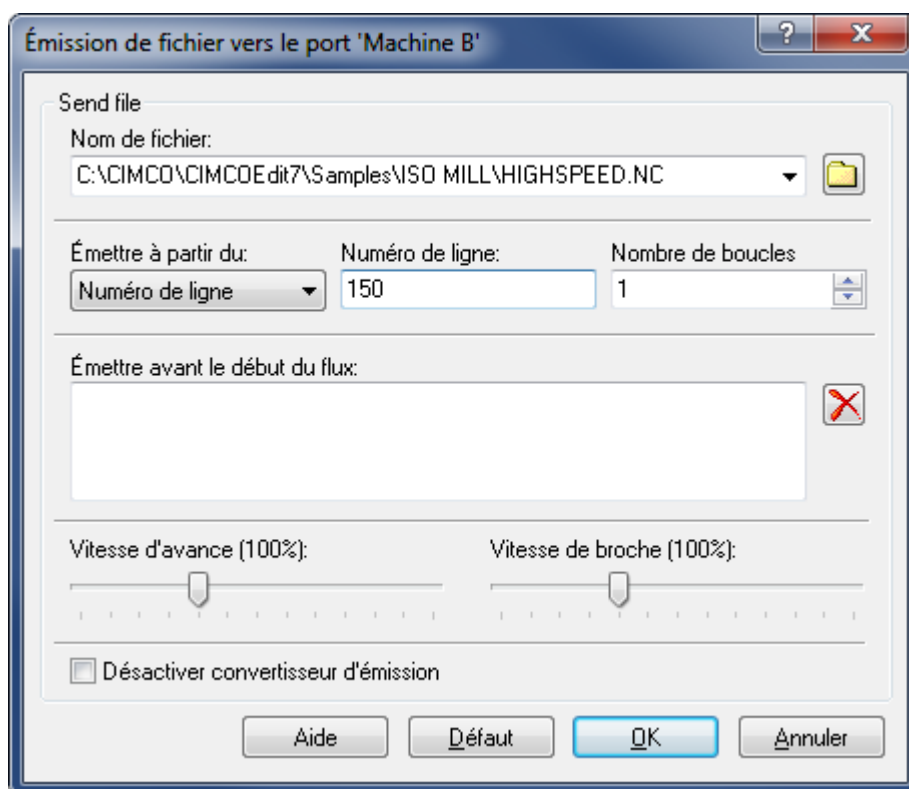 Émission de fichier vers le port 'Machine B'
Send file
Nom de fichier:
C:\CIMCO\CIMCOEdit7\Samples\ISO MILL\HIGHSPEED.NC
Émettre à partir du: Numéro de ligne: Nombre de boucles
Numéro de ligne 150 1
Émettre avant le début du flux:
Vitesse d'avance (100%): Vitesse de broche (100%):
Désactiver convertisseur d'émission
Aide Défaut OK Annuler